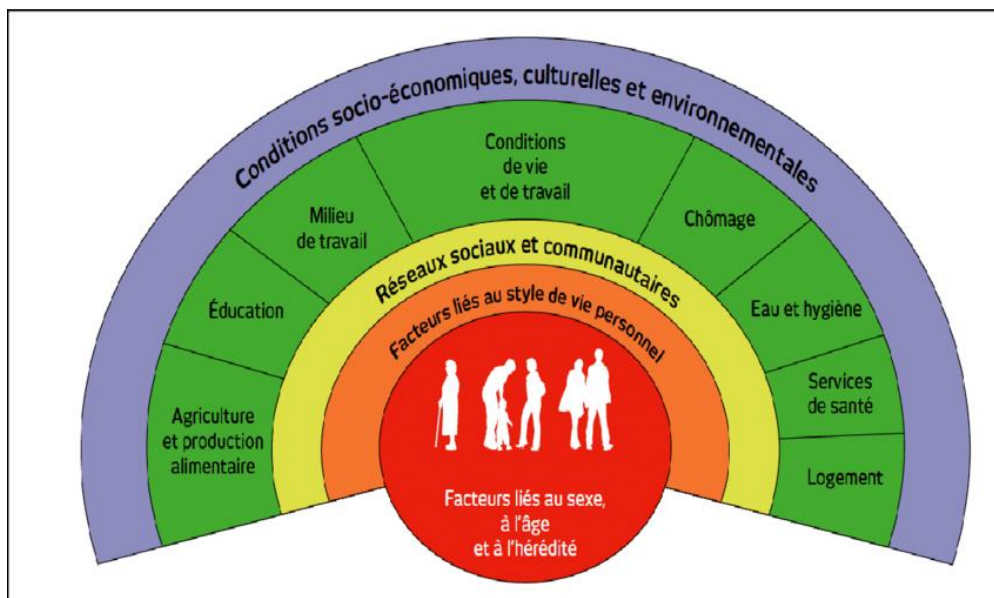 Conditions socio-économiques, culturelles et environnementales
Conditions
de vie
et de travail
Milieu
de travail
Chômage
Éducation
Eau et hygiène
Agriculture
et production
alimentaire
Services
de santé
Logement
Réseaux sociaux et communautaires
Facteurs liés au style de vie personnel
Facteurs liés au sexe,
à l'âge
et à l'hérédité